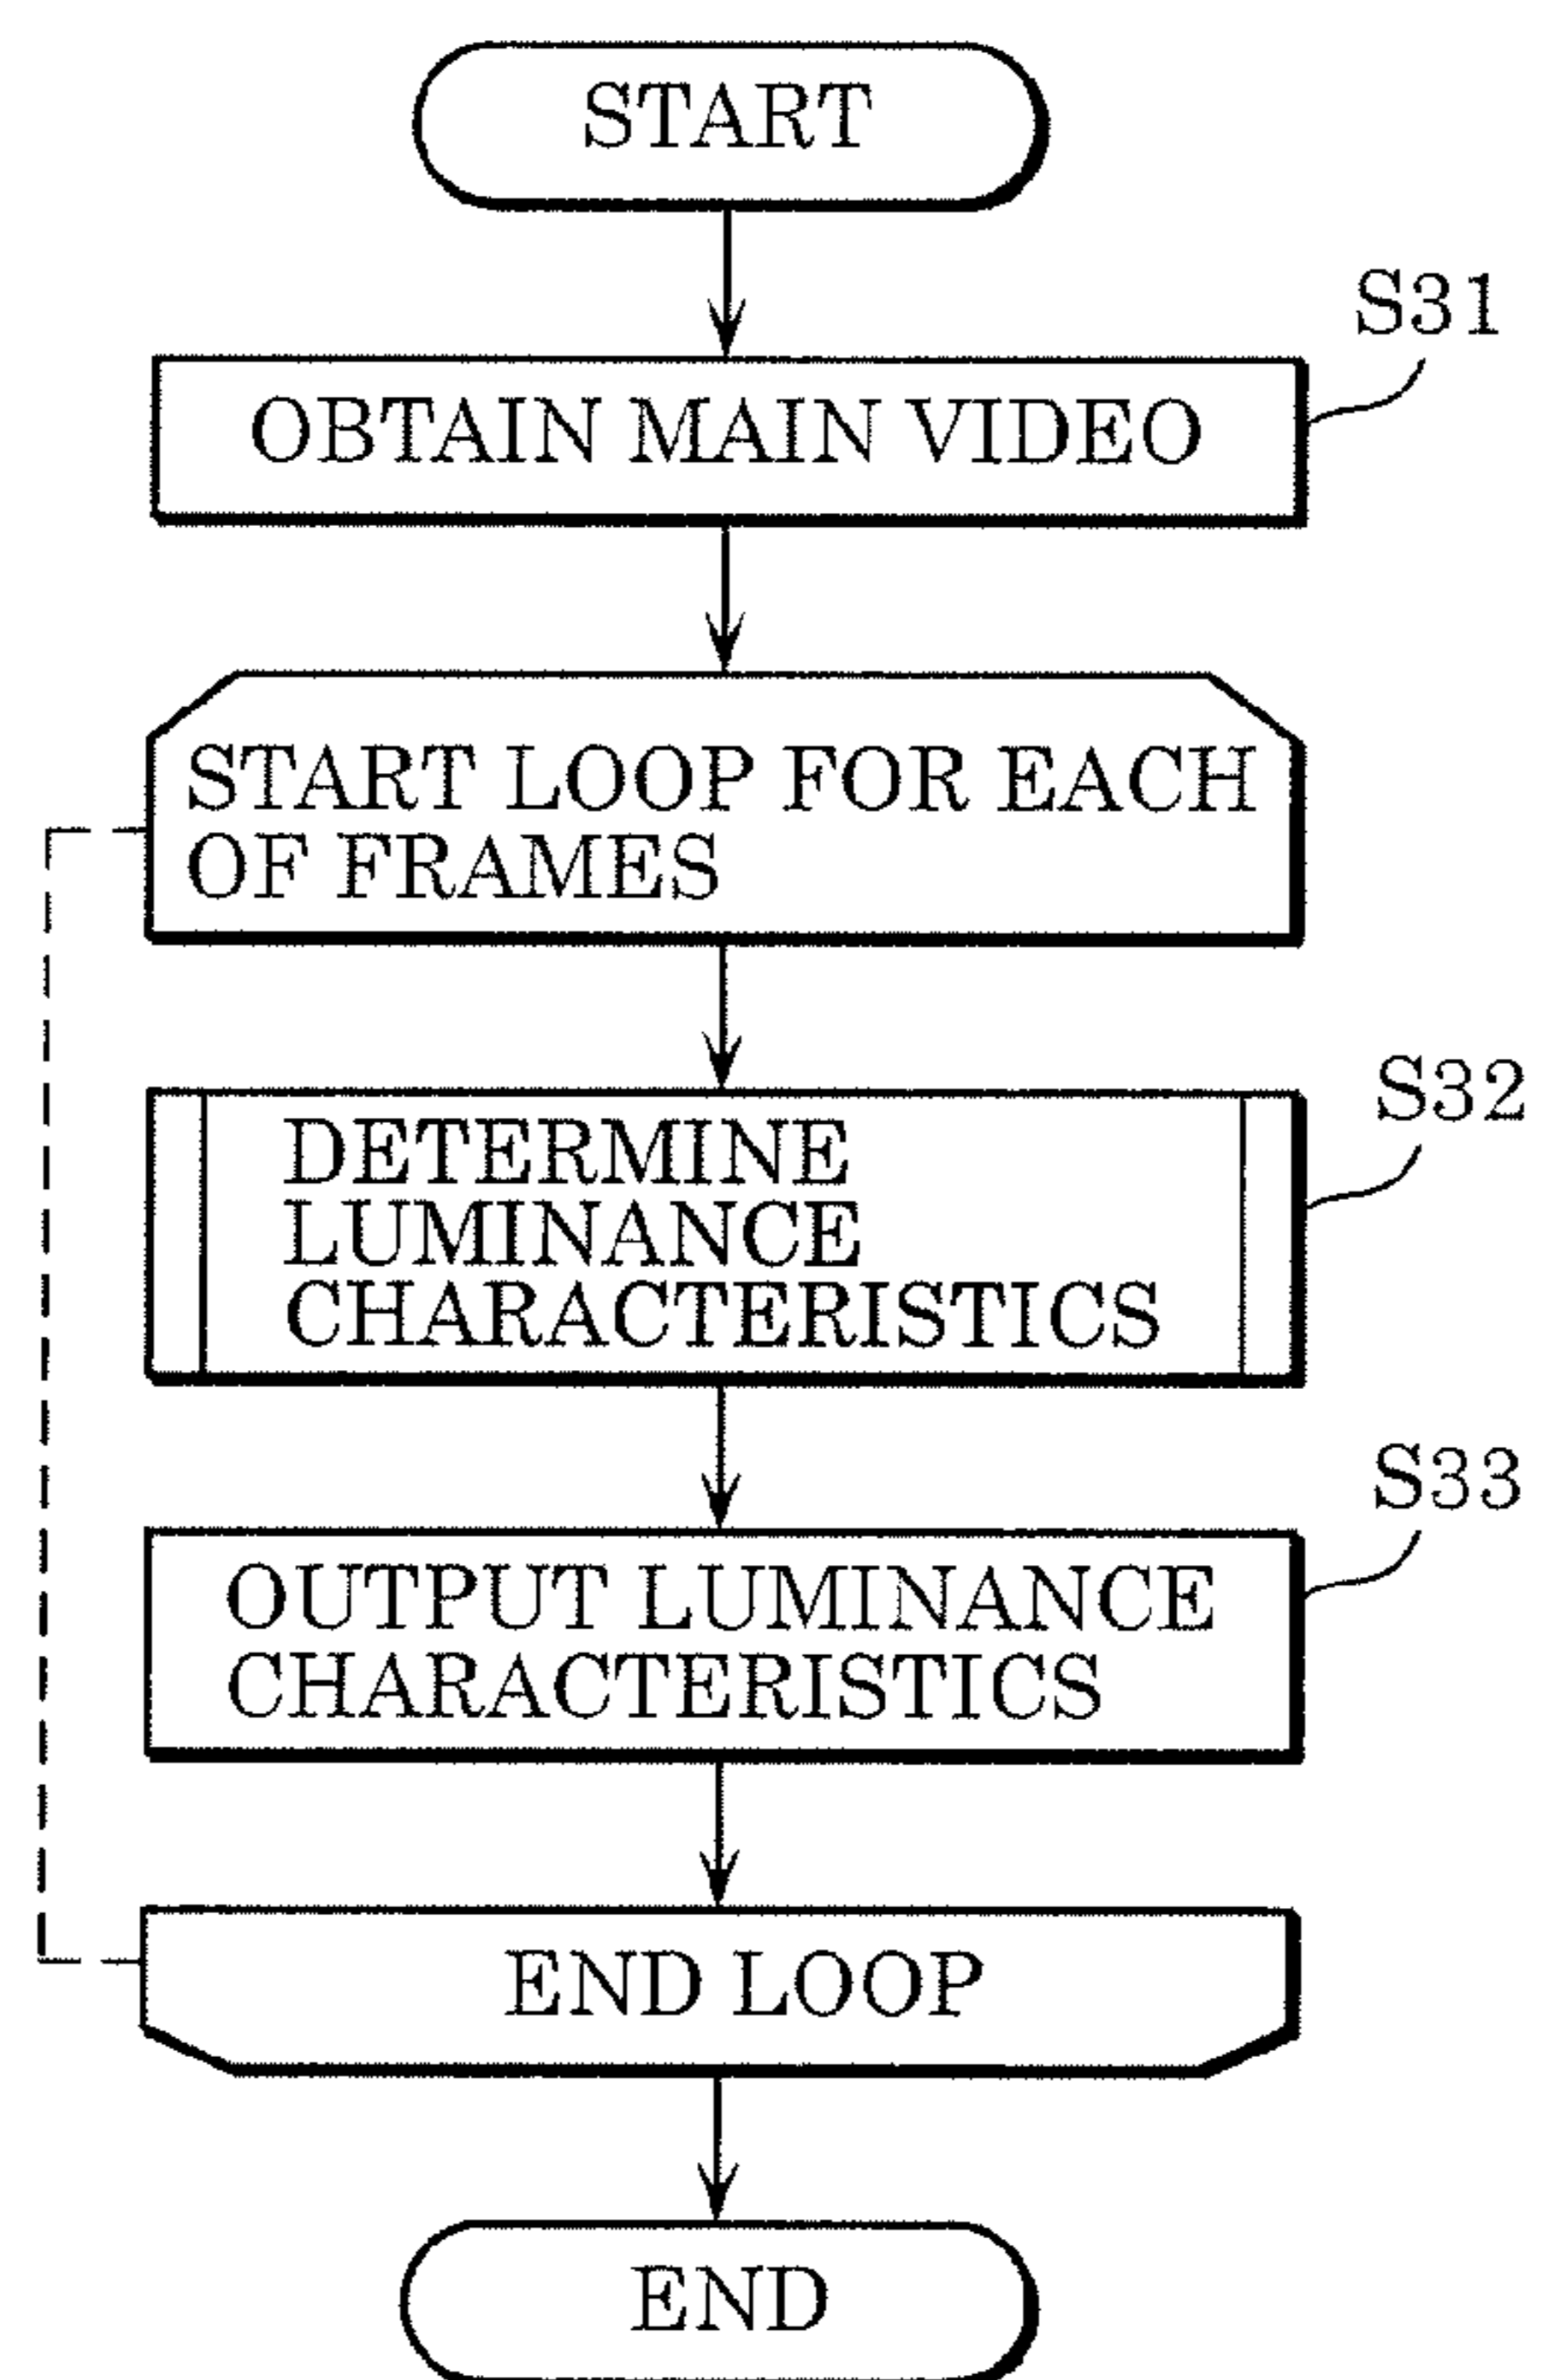 START
S31
OBTAIN MAIN VIDEO
START LOOP FOR EACH
OF FRAMES
S32
DETERMINE
LUMINANCE
CHARACTERISTICS
S33
OUTPUT LUMINANCE
CHARACTERISTICS
END LOOP
END